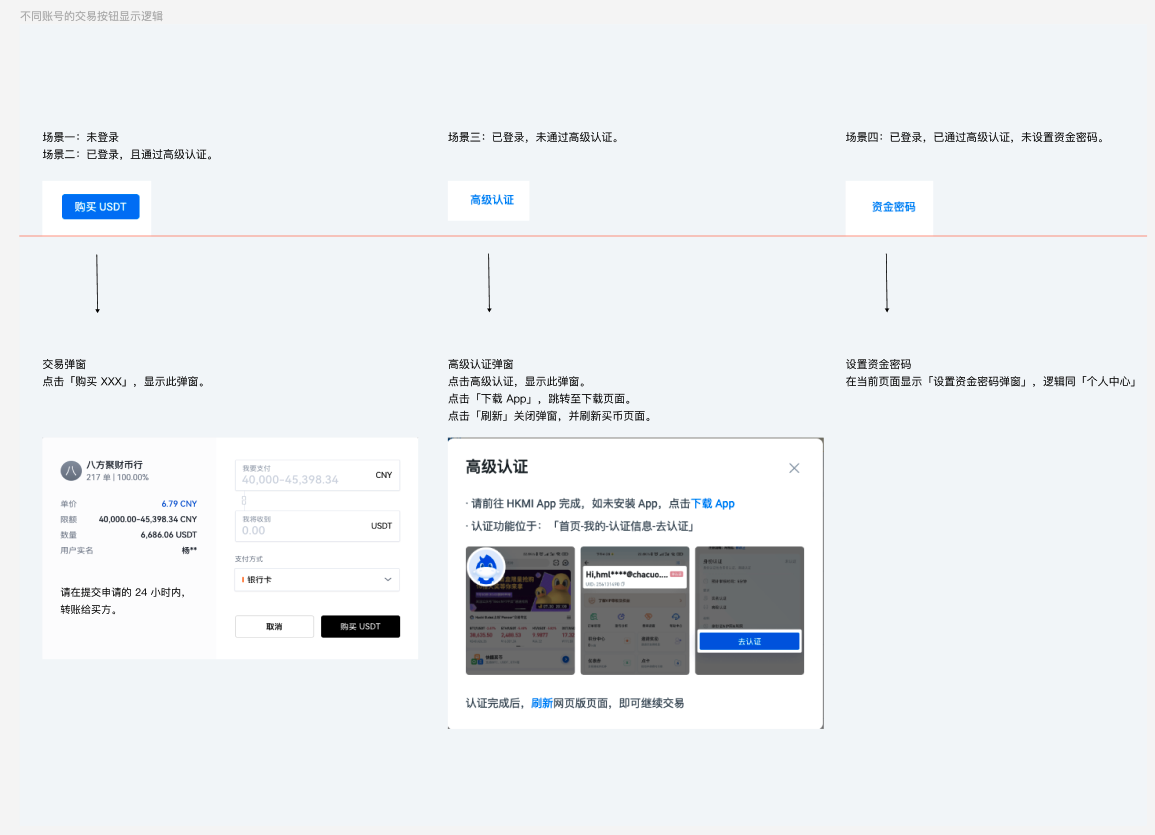 不同账号的交易按钮显示逻辑
场景一：未登录
场景二：已登录，且通过高级认证。
购买 USDT
场景三：已登录，未通过高级认证。
高级认证
场景四：已登录，已通过高级认证，未设置资金密码。
资金密码
交易弹窗
点击「购买 XXX」，显示此弹窗。
高级认证弹窗
点击高级认证，显示此弹窗。
点击「下载 App」，跳转至下载页面。
点击「刷新」关闭弹窗，并刷新买币页面。
设置资金密码
在当前页面显示「设置资金密码弹窗」，逻辑同「个人中心」
八
八方聚财币行
217 单 | 100.00%
单价 6.79 CNY
限额 40,000.00-45,398.34 CNY
数量 6,686.06 USDT
用户实名 杨**
请在提交申请的 24 小时内，
转账给买方。
我要支付
40,000-45,398.34 CNY
我将收到
0.00 USDT
支付方式
银行卡
取消
购买 USDT
高级认证
· 请前往 HKMI App 完成，如未安装 App，点击下载 App
· 认证功能位于：「首页-我的-认证信息-去认证」
Hi,hml****@chacuo....
去认证
认证完成后，刷新网页版页面，即可继续交易